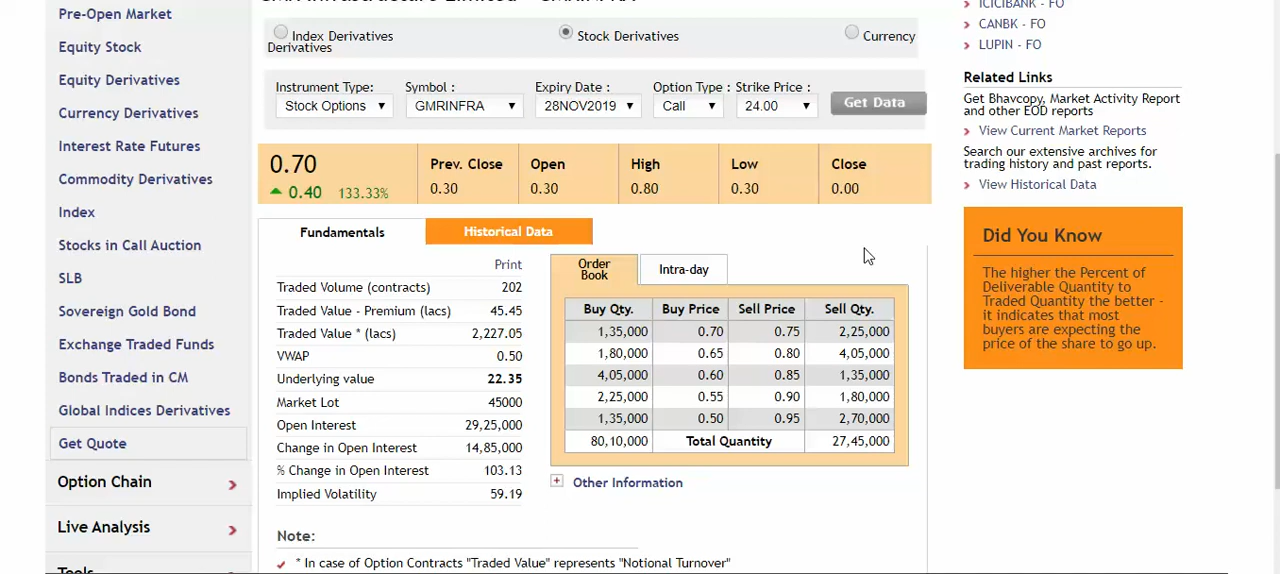 Pre-Open Market
Equity Stock
Equity Derivatives
Currency Derivatives
Interest Rate Futures
Commodity Derivatives
Index
Stocks in Call Auction
SLB
Sovereign Gold Bond
Exchange Traded Funds
Bonds Traded in CM
Global Indices Derivatives
Get Quote
Option Chain
Live Analysis
Tools
Index Derivatives Stock Derivatives Currency
Derivatives
Instrument Type: Symbol : Expiry Date : Option Type : Strike Price :
Stock Options GMRINFRA 28NOV2019 Call 24.00 Get Data
0.70 Prev. Close Open High Low Close
0.40 133.33% 0.30 0.30 0.80 0.30 0.00
Fundamentals Historical Data
Print
Traded Volume (contracts) 202
Traded Value - Premium (lacs) 45.45
Traded Value * (lacs) 2,227.05
VWAP 0.50
Underlying value 22.35
Market Lot 45000
Open Interest 29,25,000
Change in Open Interest 14,85,000
% Change in Open Interest 103.13
Implied Volatility 59.19
Order
Book
Intra-day
Buy Qty. Buy Price Sell Price Sell Qty.
1,35,000 0.70 0.75 2,25,000
1,80,000 0.65 0.80 4,05,000
4,05,000 0.60 0.85 1,35,000
2,25,000 0.55 0.90 1,80,000
1,35,000 0.50 0.95 2,70,000
80,10,000 Total Quantity 27,45,000
+ Other Information
Note:
* In case of Option Contracts "Traded Value" represents "Notional Turnover"
ICICIBANK - FO
CANBK - FO
LUPIN - FO
Related Links
Get Bhavcopy, Market Activity Report
and other EOD reports
View Current Market Reports
Search our extensive archives for
trading history and past reports.
View Historical Data
Did You Know
The higher the Percent of
Deliverable Quantity to
Traded Quantity the better -
it indicates that most
buyers are expecting the
price of the share to go up.